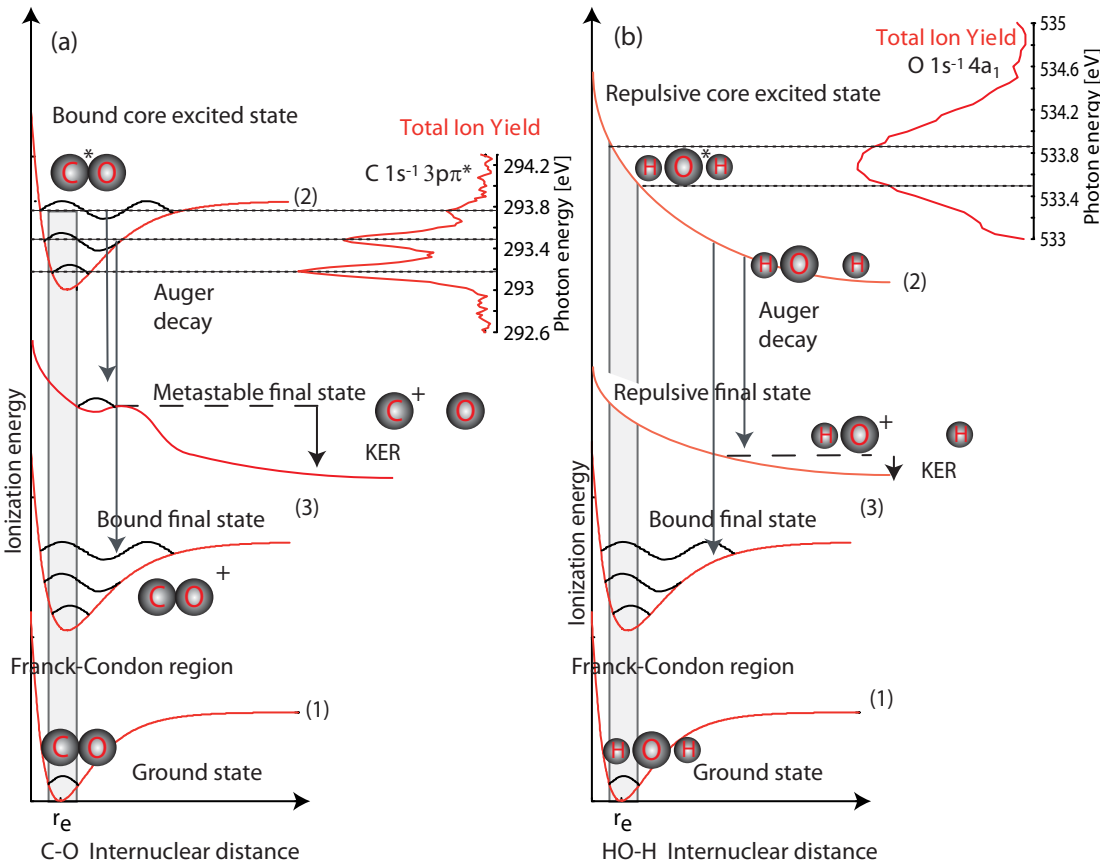 (a)
Bound core excited state
C * O
Total Ion Yield
C 1s⁻¹ 3pπ*
294.2
293.8
293.4
293
292.6
Photon energy [eV]
(2)
Auger
decay
Metastable final state
C + O
KER
(3)
Bound final state
C O +
Franck-Condon region
(1)
C O
Ground state
Ionization energy
rₑ
C-O Internuclear distance
(b)
Repulsive core excited state
H O * H
Total Ion Yield
O 1s⁻¹ 4a₁
535
534.6
534.2
533.8
533.4
533
Photon energy [eV]
H O H
(2)
Auger
decay
Repulsive final state
H O + H
KER
(3)
Bound final state
Franck-Condon region
(1)
H O H
Ground state
Ionization energy
rₑ
HO-H Internuclear distance